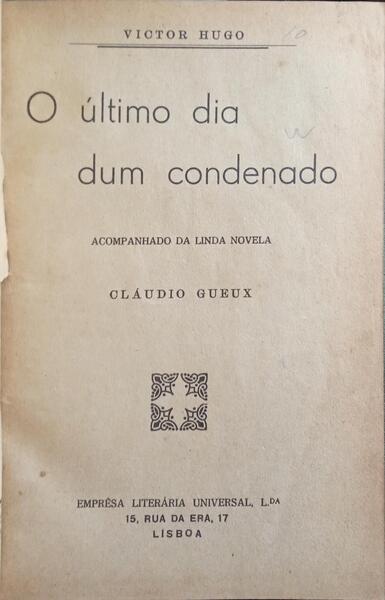 VICTOR HUGO
O último dia
dum condenado
ACOMPANHADO DA LINDA NOVELA
CLÁUDIO GUEUX
EMPRÊSA LITERÁRIA UNIVERSAL, L.DA
15, RUA DA ERA, 17
LISBOA